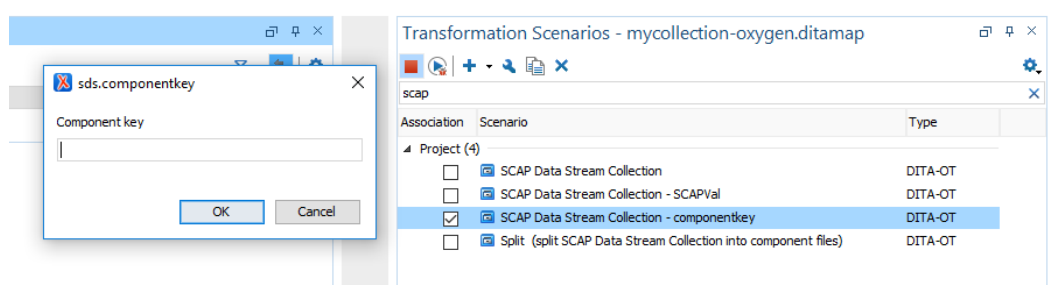 Transformation Scenarios - mycollection-oxygen.ditamap
sds.componentkey
Component key
OK Cancel
scap
Association Scenario Type
Project (4)
SCAP Data Stream Collection DITA-OT
SCAP Data Stream Collection - SCAPVal DITA-OT
SCAP Data Stream Collection - componentkey DITA-OT
Split (split SCAP Data Stream Collection into component files) DITA-OT